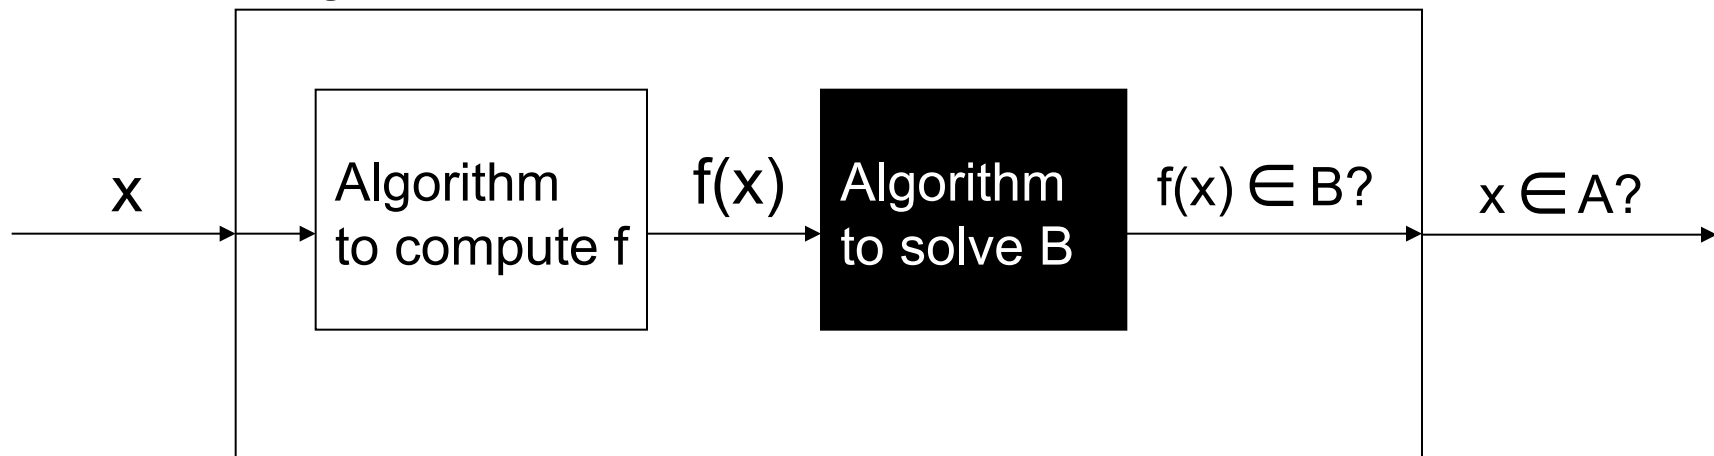 x
Algorithm
to compute f
f(x)
Algorithm
to solve B
f(x) ∈ B?
x ∈ A?